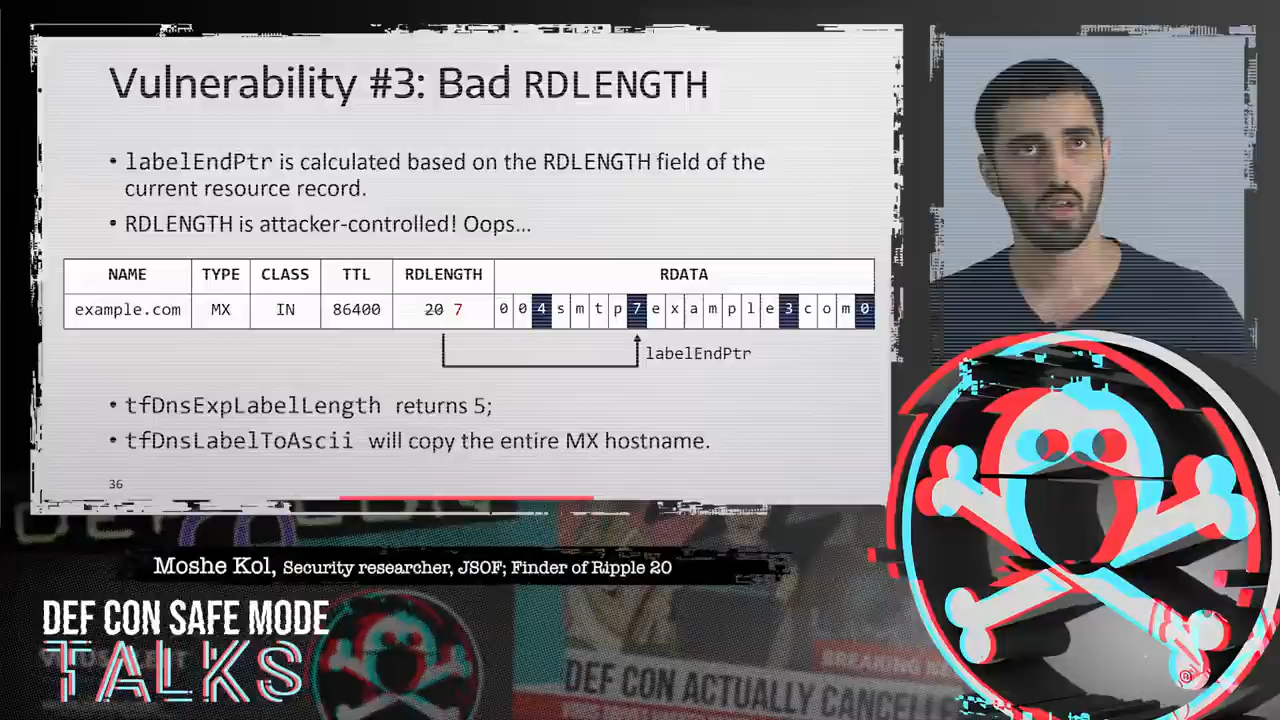 Vulnerability #3: Bad RDLENGTH
• labelEndPtr is calculated based on the RDLENGTH field of the
current resource record.
• RDLENGTH is attacker-controlled! Oops…
NAME TYPE CLASS TTL RDLENGTH RDATA
example.com MX IN 86400 20 7 0 0 4 s m t p 7 e x a m p l e 3 c o m 0
labelEndPtr
• tfDnsExpLabelLength returns 5;
• tfDnsLabelToAscii will copy the entire MX hostname.
36
DEF CON
Moshe Kol, Security researcher, JSOF; Finder of Ripple 20
DEF CON SAFE MODE
TALKS
BREAKING
DEF CON ACTUALLY CANCELLE